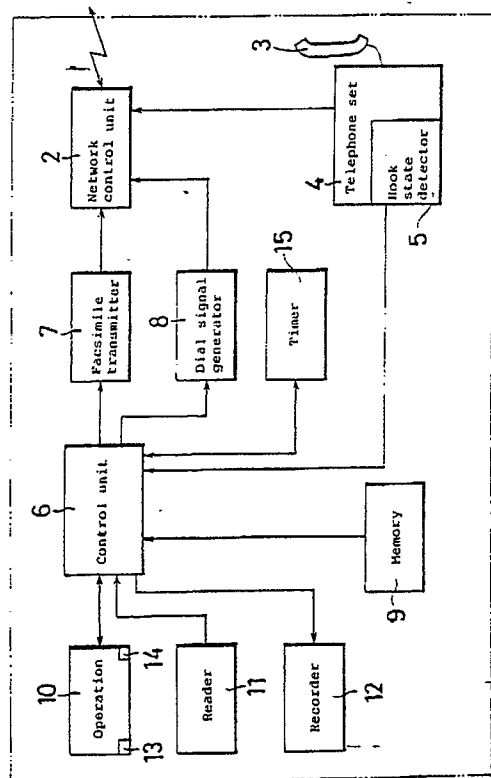 10
Operation
13
14
Reader
11
Recorder
12
6
Control unit
Memory
9
7
Facsimile
transmitter
8
Dial signal
generator
15
Timer
2
Network
control unit
1
3
4
Telephone set
Hook
state
detector
5